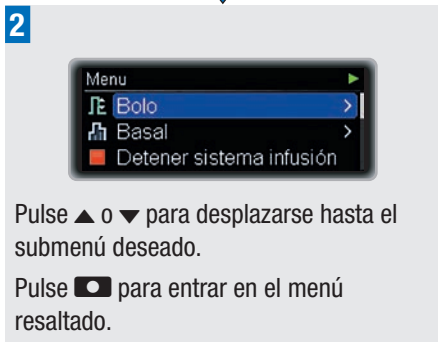 2
Menu
Bolo
Basal
Detener sistema infusión
Pulse ▲ o ▼ para desplazarse hasta el
submenú deseado.
Pulse para entrar en el menú
resaltado.